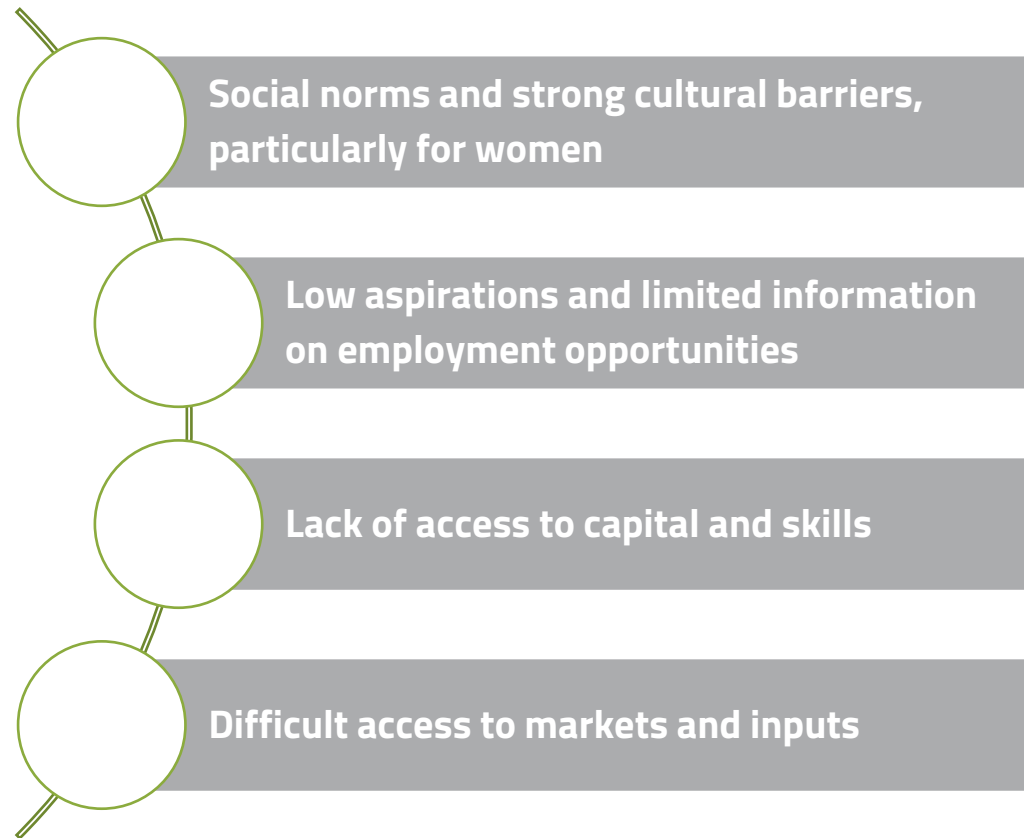 Social norms and strong cultural barriers,
particularly for women
Low aspirations and limited information
on employment opportunities
Lack of access to capital and skills
Difficult access to markets and inputs